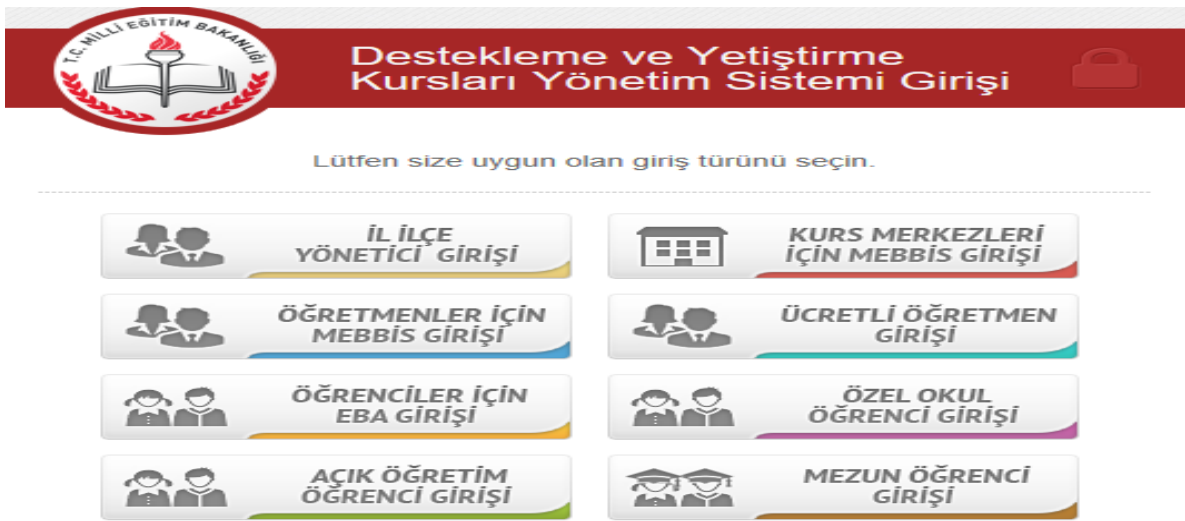 T.C. MİLLİ EĞİTİM BAKANLIĞI
Destekleme ve Yetiştirme
Kursları Yönetim Sistemi Girişi
Lütfen size uygun olan giriş türünü seçin.
İL İLÇE
YÖNETİCİ GİRİŞİ
KURS MERKEZLERİ
İÇİN MEBBİS GİRİŞİ
ÖĞRETMENLER İÇİN
MEBBİS GİRİŞİ
ÜCRETLİ ÖĞRETMEN
GİRİŞİ
ÖĞRENCİLER İÇİN
EBA GİRİŞİ
ÖZEL OKUL
ÖĞRENCİ GİRİŞİ
AÇIK ÖĞRETİM
ÖĞRENCİ GİRİŞİ
MEZUN ÖĞRENCİ
GİRİŞİ